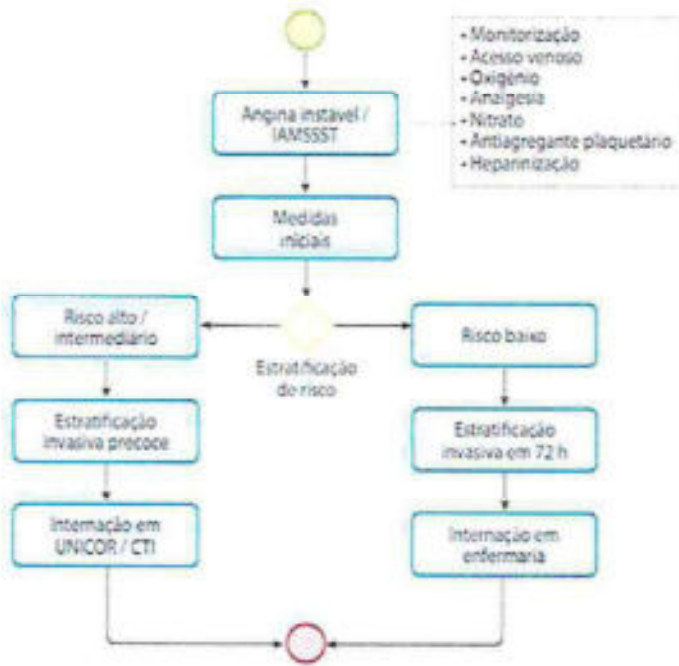 • Monitorização
• Acesso venoso
• Oxigênio
• Analgesia
• Nitrato
• Antiagregante plaquetário
• Heparinização
Angina instável /
IAMSSST
Medidas
iniciais
Risco alto /
intermediário
Estratificação
de risco
Risco baixo
Estratificação
invasiva precoce
Estratificação
invasiva em 72 h
Internação em
UNICOR / CTI
Internação em
enfermaria